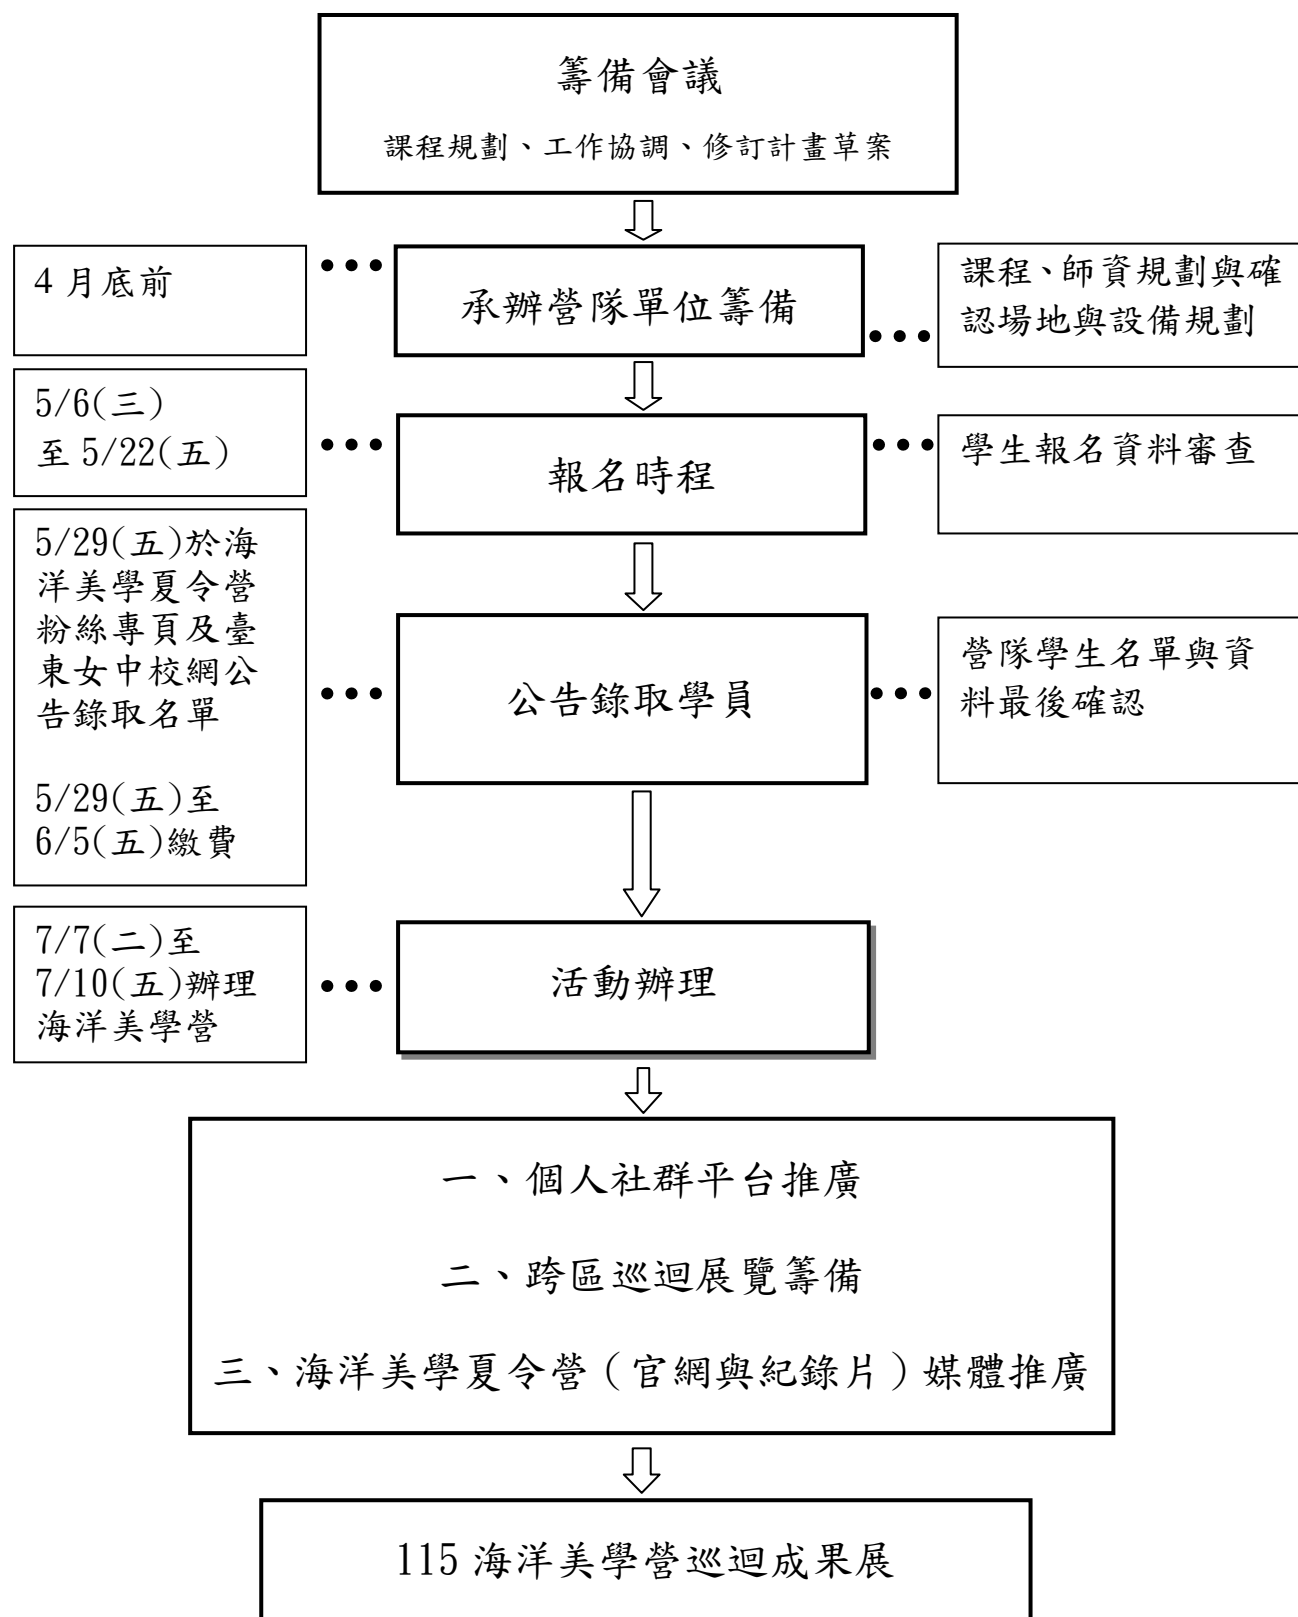 籌備會議
課程規劃、工作協調、修訂計畫草案
4 月底前
承辦營隊單位籌備
課程、師資規劃與確
認場地與設備規劃
5/6(三)
至 5/22(五)
報名時程
學生報名資料審查
5/29(五)於海
洋美學夏令營
粉絲專頁及臺
東女中校網公
告錄取名單
5/29(五)至
6/5(五)繳費
公告錄取學員
營隊學生名單與資
料最後確認
7/7(二)至
7/10(五)辦理
海洋美學營
活動辦理
一、個人社群平台推廣
二、跨區巡迴展覽籌備
三、海洋美學夏令營（官網與紀錄片）媒體推廣
115 海洋美學營巡迴成果展